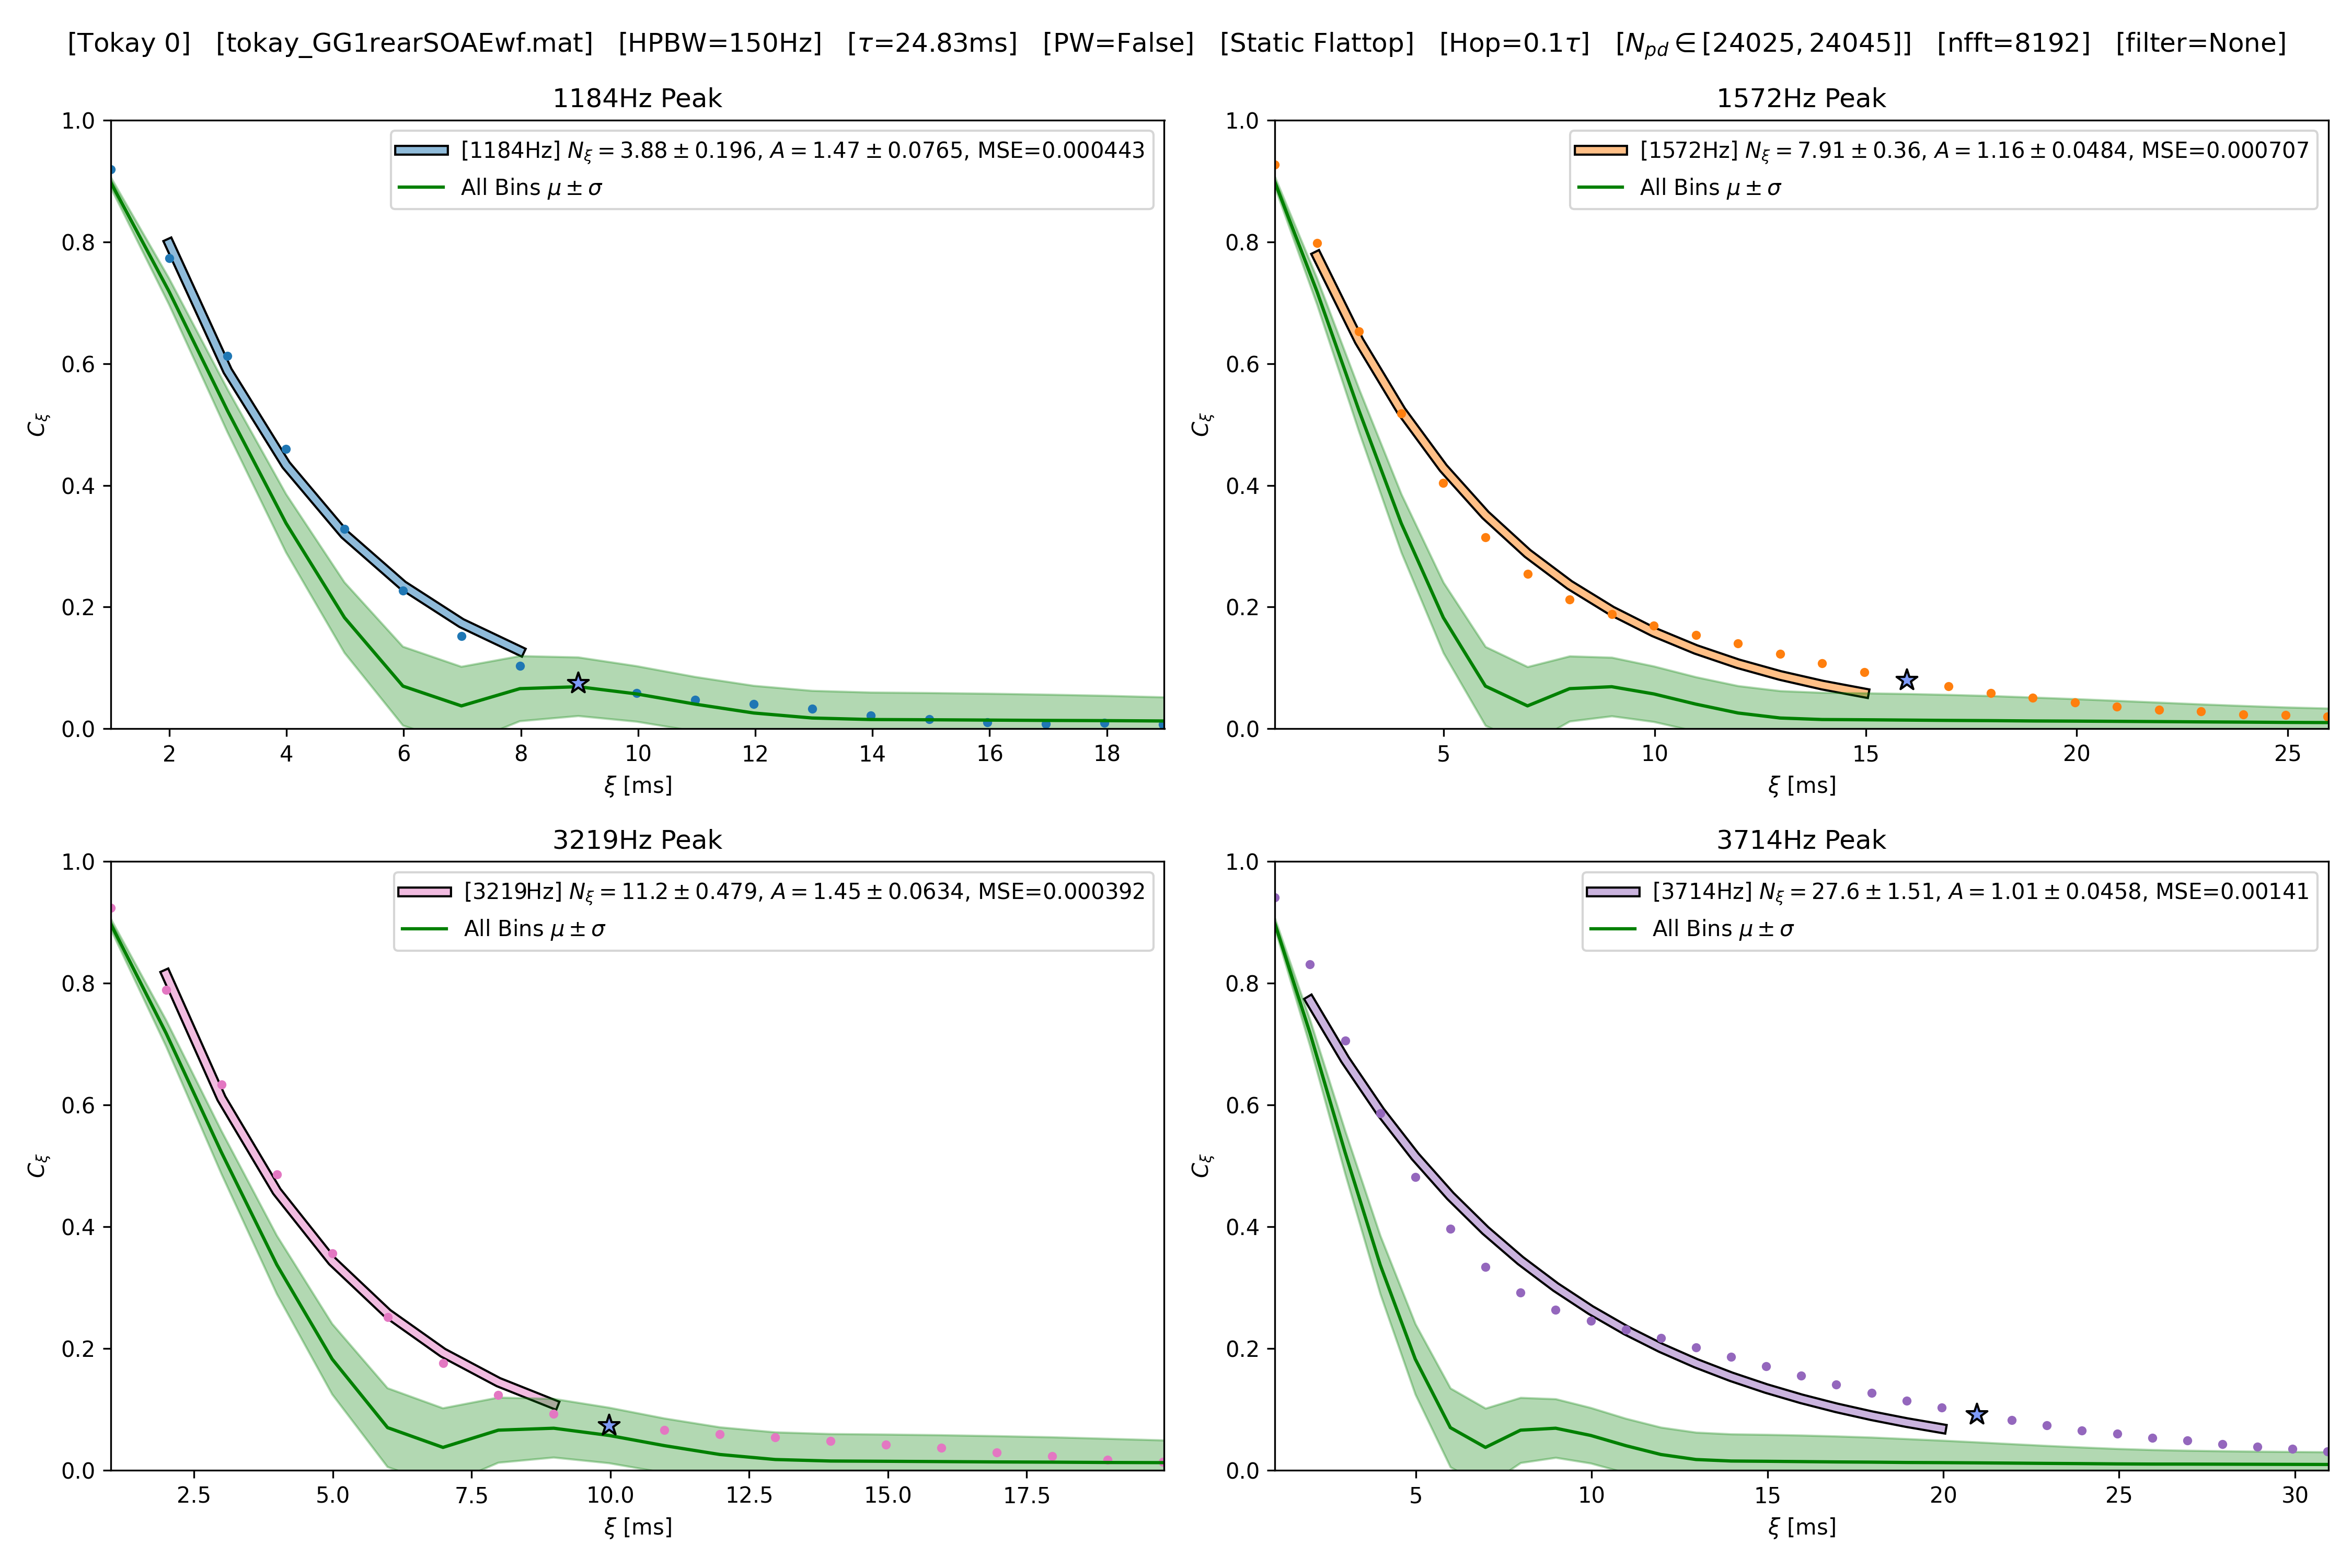 [Tokay 0] [tokay_GG1rearSOAEwf.mat] [HPBW=150Hz] [τ=24.83ms] [PW=False] [Static Flattop] [Hop=0.1τ] [N_pd ∈ [24025, 24045]] [nfft=8192] [filter=None]
1184Hz Peak
[1184Hz] N_ξ = 3.88 ± 0.196, A = 1.47 ± 0.0765, MSE=0.000443
All Bins μ ± σ
1.0
0.8
0.6
0.4
0.2
0.0
C_ξ
2 4 6 8 10 12 14 16 18
ξ [ms]
1572Hz Peak
[1572Hz] N_ξ = 7.91 ± 0.36, A = 1.16 ± 0.0484, MSE=0.000707
All Bins μ ± σ
1.0
0.8
0.6
0.4
0.2
0.0
C_ξ
5 10 15 20 25
ξ [ms]
3219Hz Peak
[3219Hz] N_ξ = 11.2 ± 0.479, A = 1.45 ± 0.0634, MSE=0.000392
All Bins μ ± σ
1.0
0.8
0.6
0.4
0.2
0.0
C_ξ
2.5 5.0 7.5 10.0 12.5 15.0 17.5
ξ [ms]
3714Hz Peak
[3714Hz] N_ξ = 27.6 ± 1.51, A = 1.01 ± 0.0458, MSE=0.00141
All Bins μ ± σ
1.0
0.8
0.6
0.4
0.2
0.0
C_ξ
5 10 15 20 25 30
ξ [ms]